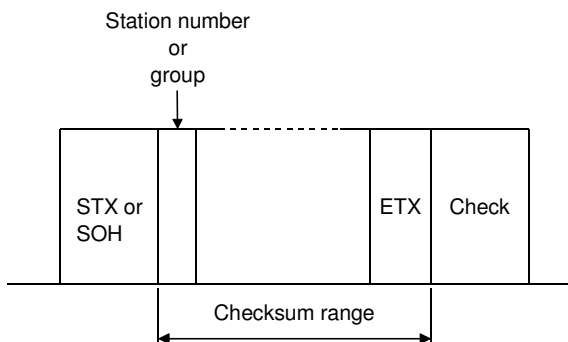 Station number
or
group
STX or
SOH
ETX
Check
Checksum range